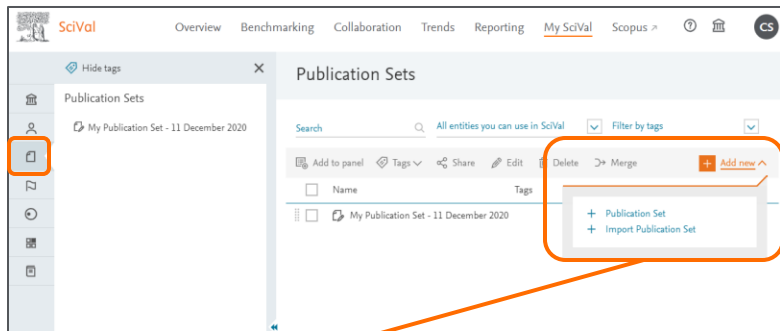 SciVal Overview Benchmarking Collaboration Trends Reporting My SciVal Scopus CS
Hide tags
Publication Sets
My Publication Set - 11 December 2020
Publication Sets
Search All entities you can use in SciVal Filter by tags
Add to panel Tags Share Edit Delete Merge + Add new
Name Tags
My Publication Set - 11 December 2020
+ Publication Set
+ Import Publication Set